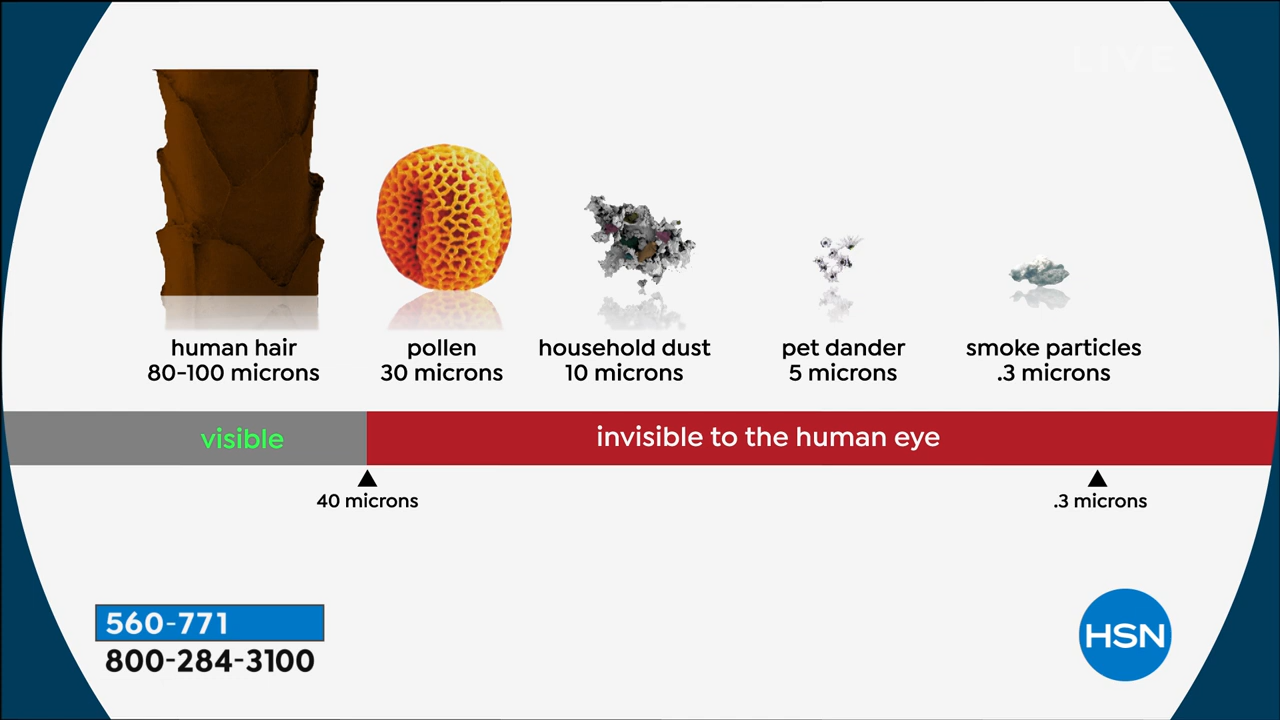 LIVE
human hair
80-100 microns
pollen
30 microns
household dust
10 microns
pet dander
5 microns
smoke particles
.3 microns
visible
invisible to the human eye
40 microns
.3 microns
560-771
800-284-3100
HSN